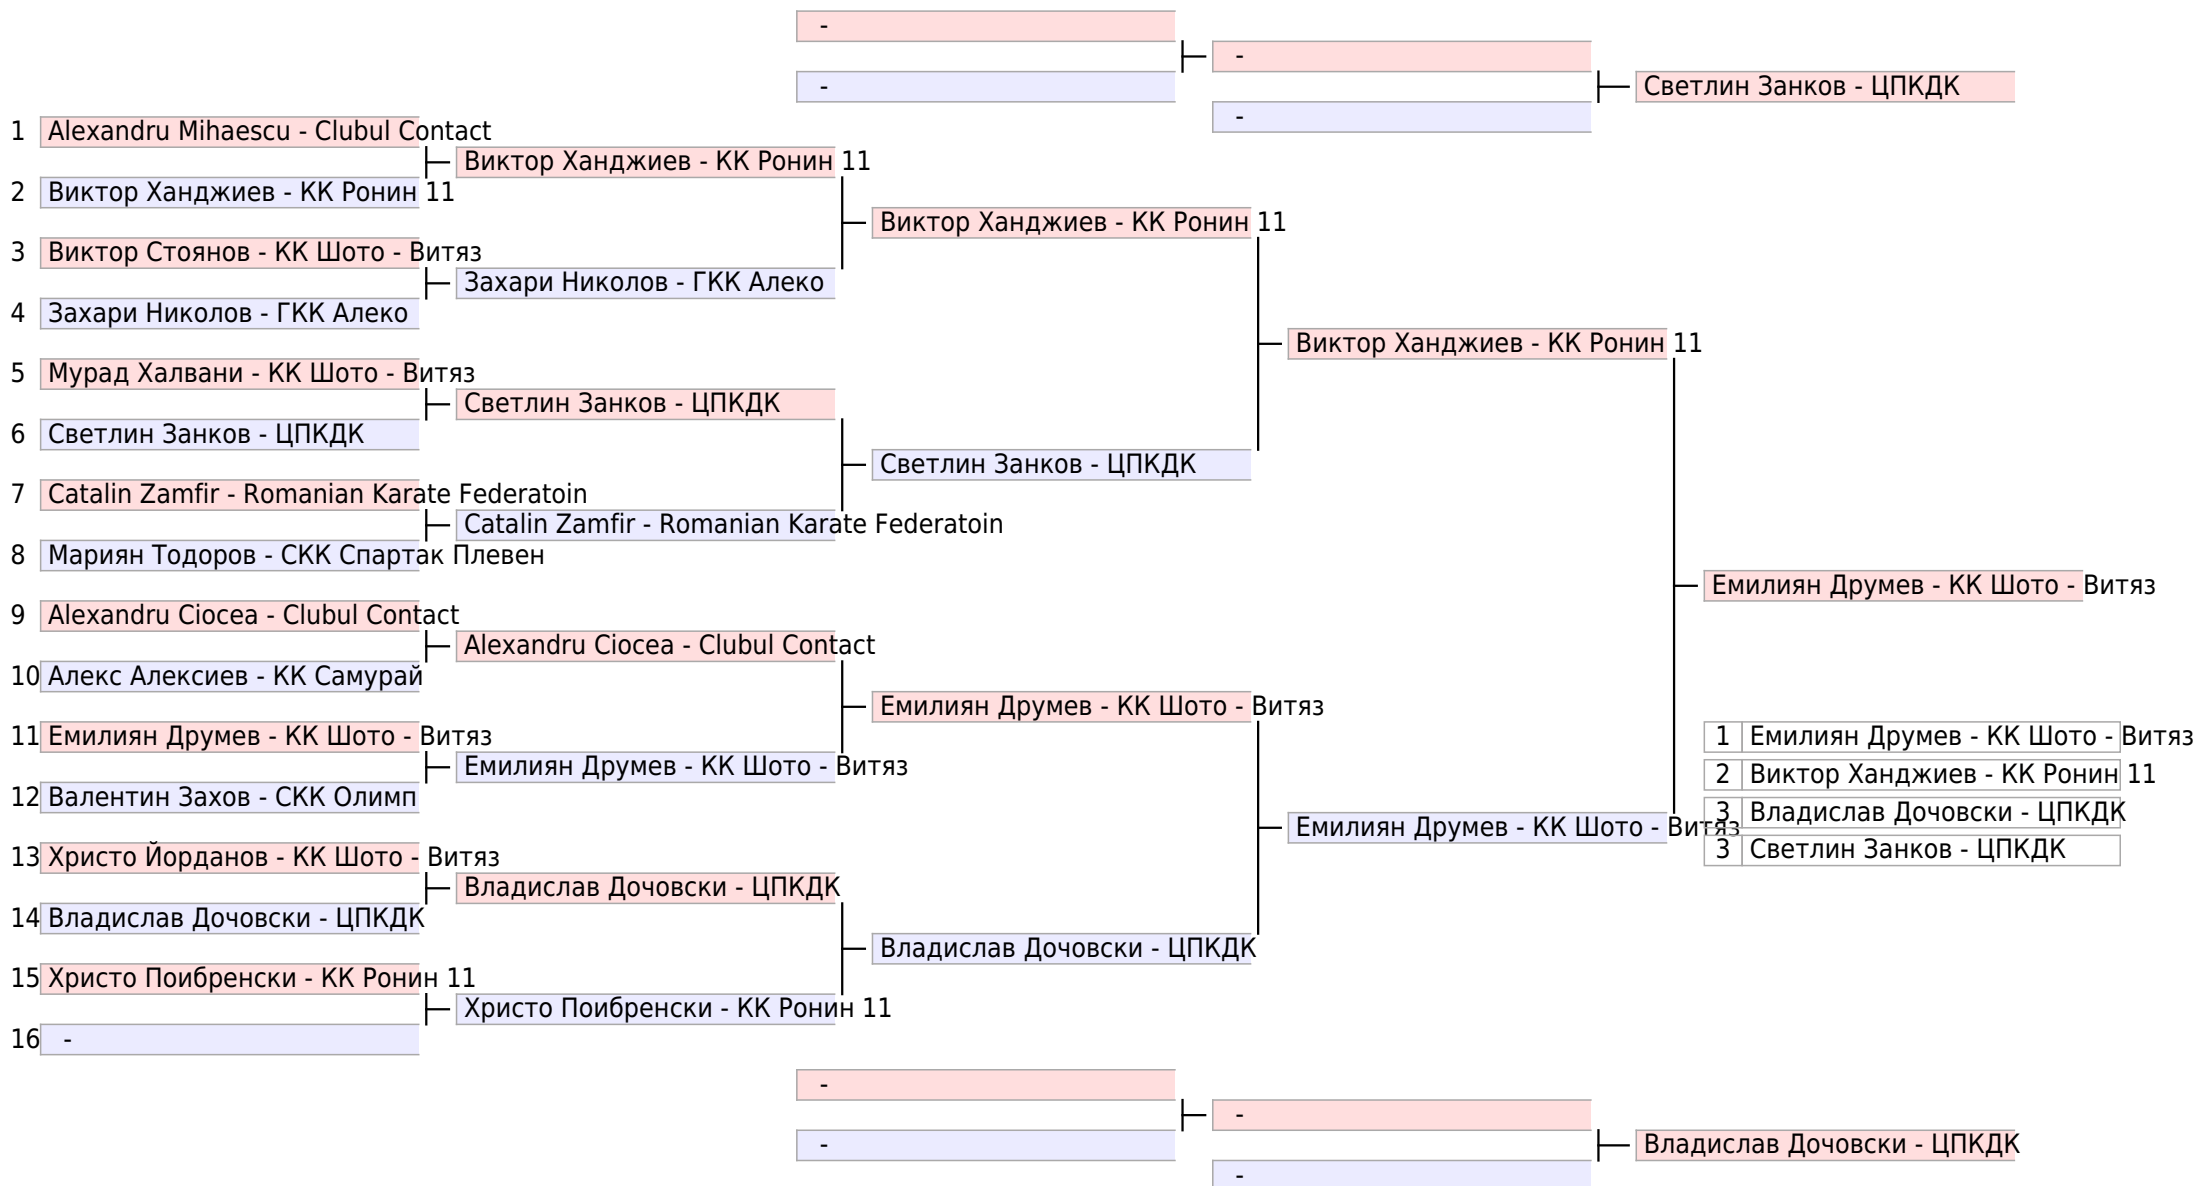 -
-
-
-
Светлин Занков - ЦПКДК
1 Alexandru Mihaescu - Clubul Contact
2 Виктор Ханджиев - КК Ронин 11
3 Виктор Стоянов - КК Шото - Витяз
4 Захари Николов - ГКК Алеко
5 Мурад Халвани - КК Шото - Витяз
6 Светлин Занков - ЦПКДК
7 Catalin Zamfir - Romanian Karate Federatoin
8 Мариян Тодоров - СКК Спартак Плевен
9 Alexandru Ciocea - Clubul Contact
10 Алекс Алексиев - КК Самурай
11 Емилиян Друмев - КК Шото - Витяз
12 Валентин Захов - СКК Олимп
13 Христо Йорданов - КК Шото - Витяз
14 Владислав Дочовски - ЦПКДК
15 Христо Поибренски - КК Ронин 11
16 -
Виктор Ханджиев - КК Ронин 11
Захари Николов - ГКК Алеко
Светлин Занков - ЦПКДК
Catalin Zamfir - Romanian Karate Federatoin
Alexandru Ciocea - Clubul Contact
Емилиян Друмев - КК Шото - Витяз
Владислав Дочовски - ЦПКДК
Христо Поибренски - КК Ронин 11
Виктор Ханджиев - КК Ронин 11
Светлин Занков - ЦПКДК
Емилиян Друмев - КК Шото - Витяз
Владислав Дочовски - ЦПКДК
Виктор Ханджиев - КК Ронин 11
Емилиян Друмев - КК Шото - Витяз
Емилиян Друмев - КК Шото - Витяз
1 Емилиян Друмев - КК Шото - Витяз
2 Виктор Ханджиев - КК Ронин 11
3 Владислав Дочовски - ЦПКДК
3 Светлин Занков - ЦПКДК
-
-
-
-
Владислав Дочовски - ЦПКДК